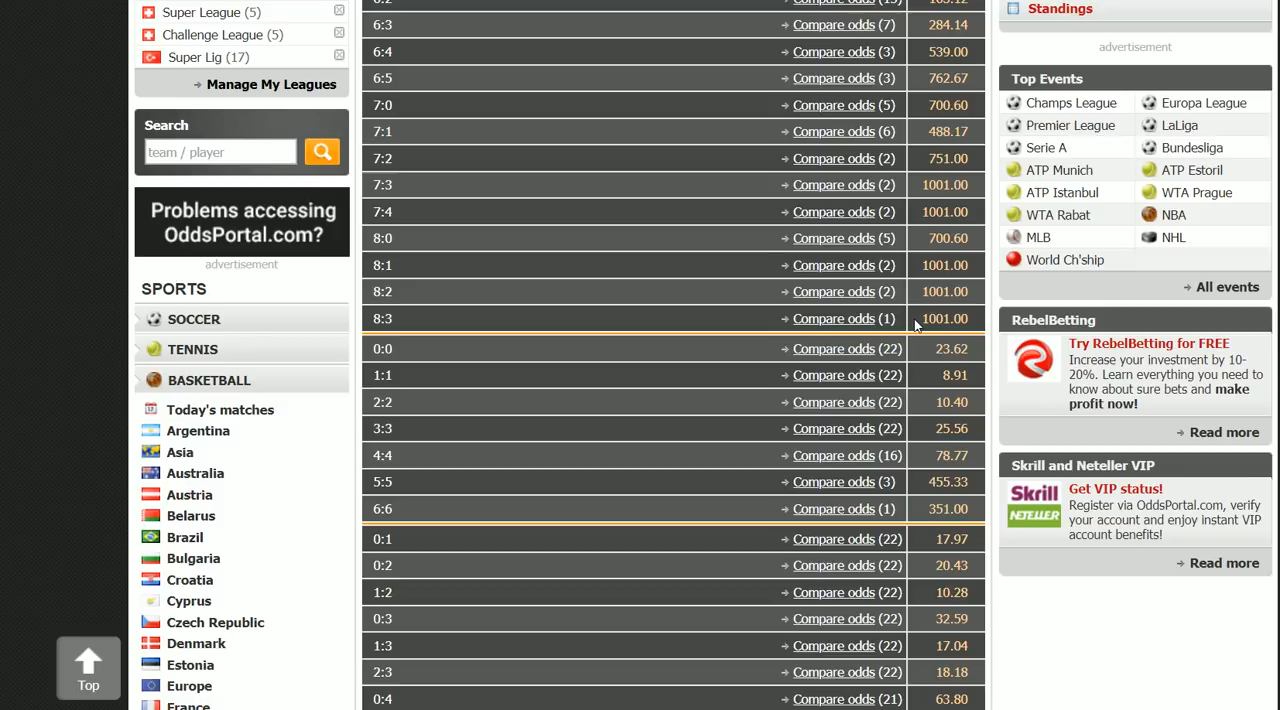 Super League (5)
Challenge League (5)
Super Lig (17)
Manage My Leagues
Search
team / player
Problems accessing
OddsPortal.com?
advertisement
SPORTS
SOCCER
TENNIS
BASKETBALL
Today's matches
Argentina
Asia
Australia
Austria
Belarus
Brazil
Bulgaria
Croatia
Cyprus
Czech Republic
Denmark
Estonia
Europe
France
Top
6:3 Compare odds (7) 284.14
6:4 Compare odds (3) 539.00
6:5 Compare odds (3) 762.67
7:0 Compare odds (5) 700.60
7:1 Compare odds (6) 488.17
7:2 Compare odds (2) 751.00
7:3 Compare odds (2) 1001.00
7:4 Compare odds (2) 1001.00
8:0 Compare odds (5) 700.60
8:1 Compare odds (2) 1001.00
8:2 Compare odds (2) 1001.00
8:3 Compare odds (1) 1001.00
0:0 Compare odds (22) 23.62
1:1 Compare odds (22) 8.91
2:2 Compare odds (22) 10.40
3:3 Compare odds (22) 25.56
4:4 Compare odds (16) 78.77
5:5 Compare odds (3) 455.33
6:6 Compare odds (1) 351.00
0:1 Compare odds (22) 17.97
0:2 Compare odds (22) 20.43
1:2 Compare odds (22) 10.28
0:3 Compare odds (22) 32.59
1:3 Compare odds (22) 17.04
2:3 Compare odds (22) 18.18
0:4 Compare odds (21) 63.80
Standings
advertisement
Top Events
Champs League Europa League
Premier League LaLiga
Serie A Bundesliga
ATP Munich ATP Estoril
ATP Istanbul WTA Prague
WTA Rabat NBA
MLB NHL
World Ch'ship
All events
RebelBetting
Try RebelBetting for FREE
Increase your investment by 10-
20%. Learn everything you need to
know about sure bets and make
profit now!
Read more
Skrill and Neteller VIP
Skrill
NETELLER
Get VIP status!
Register via OddsPortal.com, verify
your account and enjoy instant VIP
account benefits!
Read more